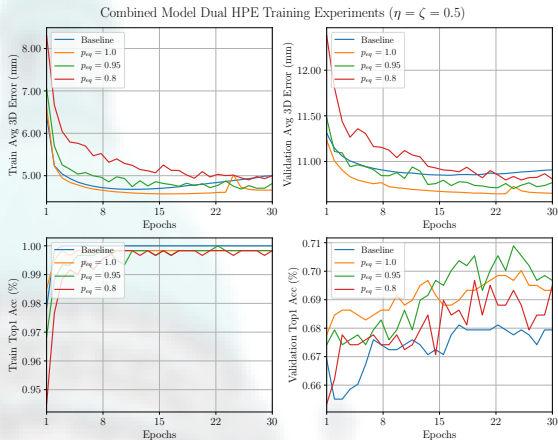 Combined Model Dual HPE Training Experiments (η = ζ = 0.5)
Train Avg 3D Error (mm)
8.00
7.00
6.00
5.00
Baseline
p_eq = 1.0
p_eq = 0.95
p_eq = 0.8
1 8 15 22 30
Epochs
Validation Avg 3D Error (mm)
12.00
11.50
11.00
Baseline
p_eq = 1.0
p_eq = 0.95
p_eq = 0.8
1 8 15 22 30
Epochs
Train Top1 Acc (%)
1.00
0.99
0.98
0.97
0.96
0.95
Baseline
p_eq = 1.0
p_eq = 0.95
p_eq = 0.8
1 8 15 22 30
Epochs
Validation Top1 Acc (%)
0.71
0.70
0.69
0.68
0.67
0.66
Baseline
p_eq = 1.0
p_eq = 0.95
p_eq = 0.8
1 8 15 22 30
Epochs